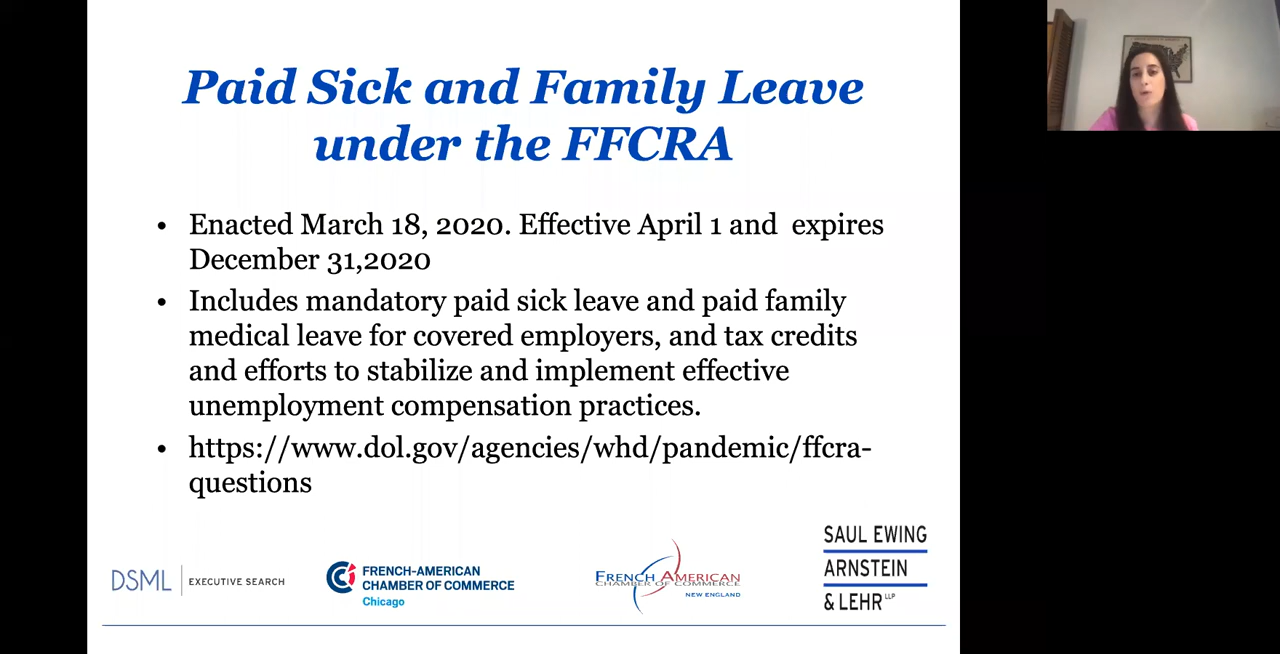 Paid Sick and Family Leave
under the FFCRA
• Enacted March 18, 2020. Effective April 1 and  expires
December 31,2020
• Includes mandatory paid sick leave and paid family
medical leave for covered employers, and tax credits
and efforts to stabilize and implement effective
unemployment compensation practices.
• https://www.dol.gov/agencies/whd/pandemic/ffcra-
questions
DSML EXECUTIVE SEARCH
FRENCH-AMERICAN
CHAMBER OF COMMERCE
Chicago
FRENCH AMERICAN
CHAMBER OF COMMERCE
NEW ENGLAND
SAUL EWING
ARNSTEIN
& LEHR LLP